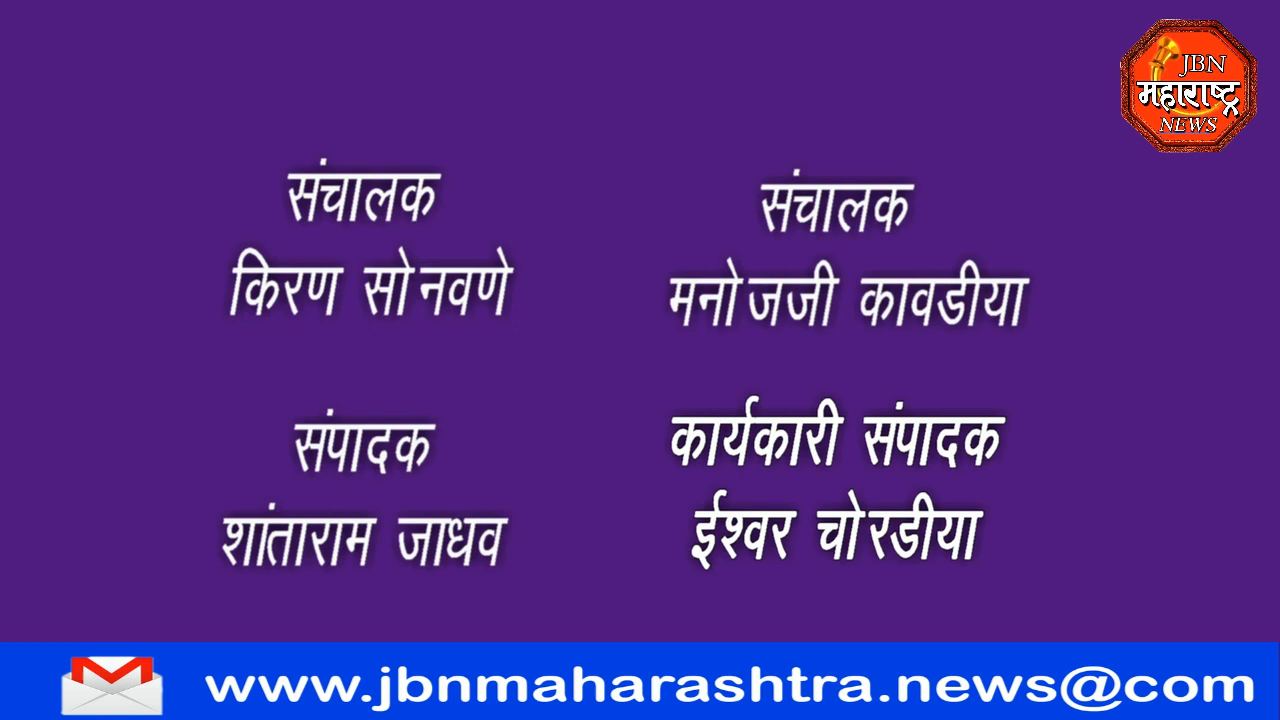 JBN
महाराष्ट्र
NEWS
संचालक
किरण सोनवणे
संचालक
मनोजजी कावडीया
संपादक
शांताराम जाधव
कार्यकारी संपादक
ईश्वर चोरडीया
www.jbnmaharashtra.news@com